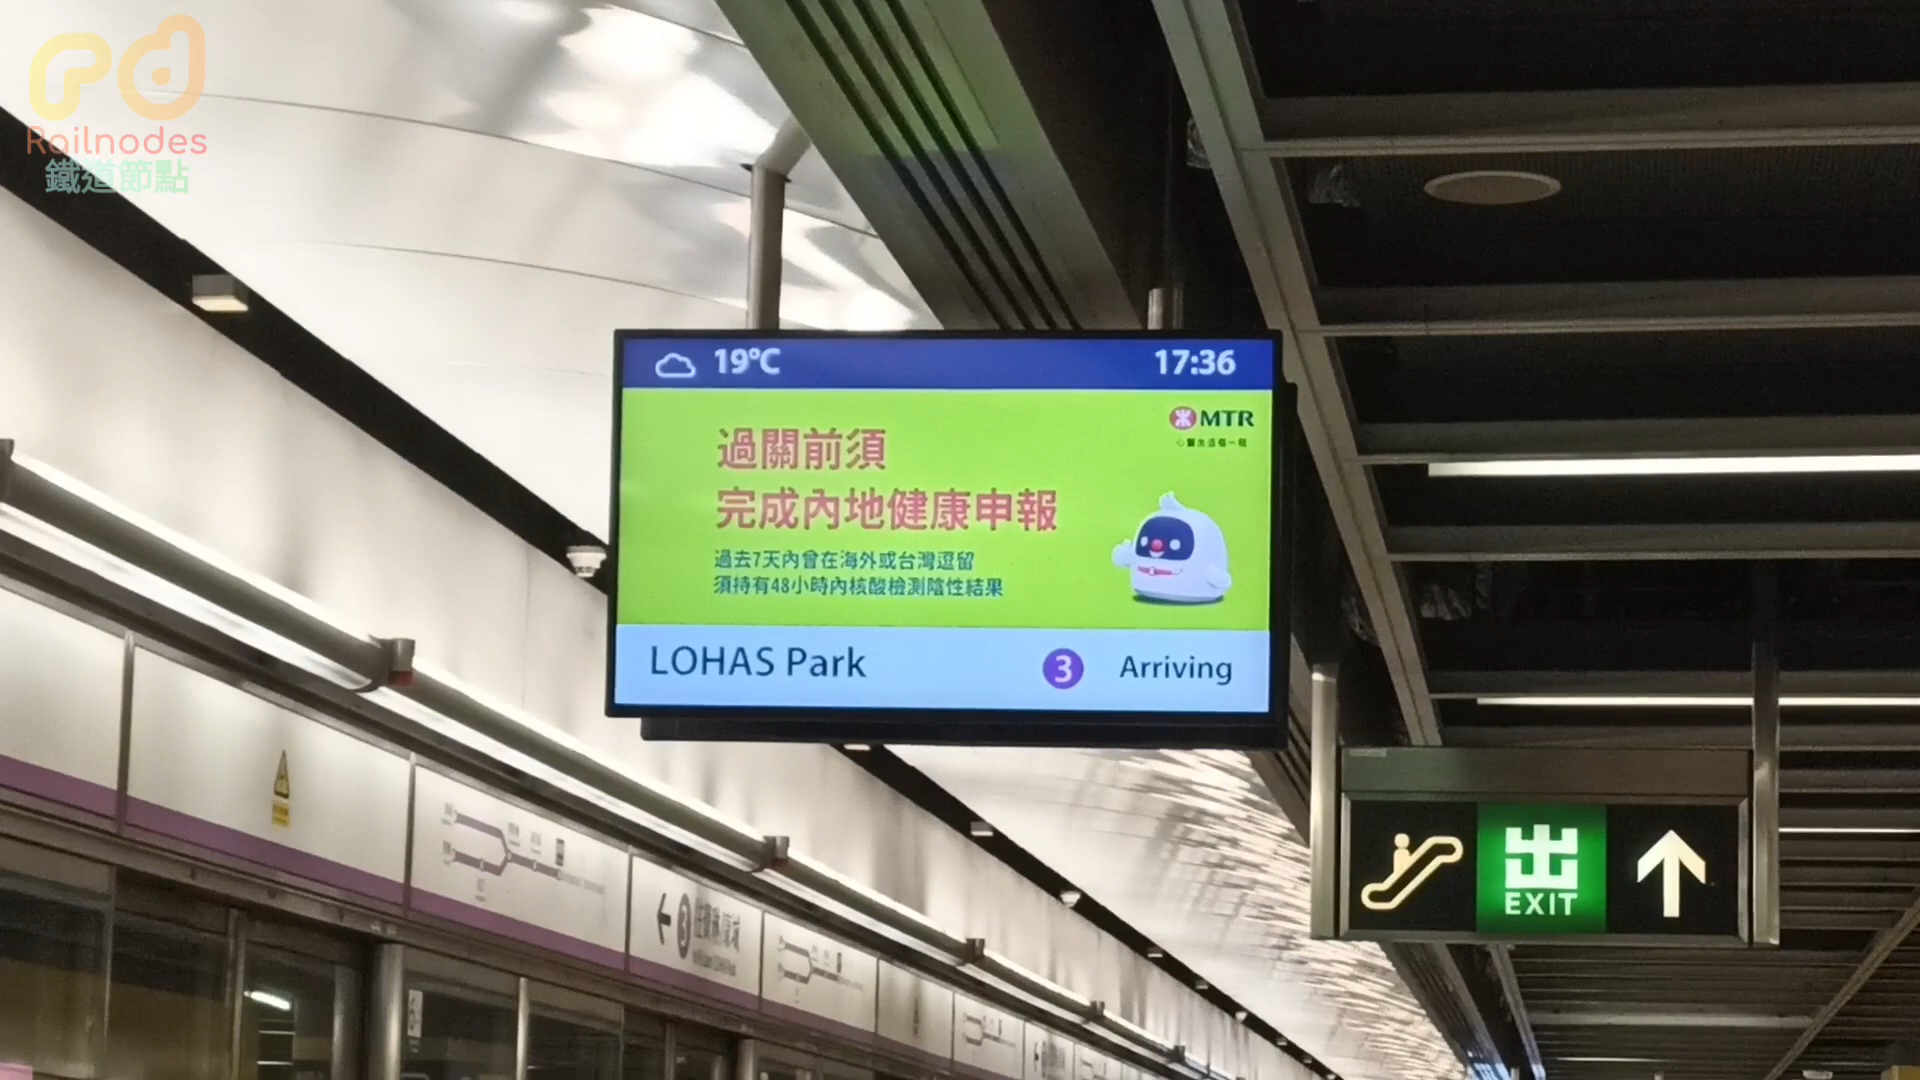 Railnodes
鐵道節點
19°C 17:36
MTR
過關前須
完成內地健康申報
過去7天內曾在海外或台灣逗留
須持有48小時內核酸檢測陰性結果
LOHAS Park 3 Arriving
出
EXIT
3